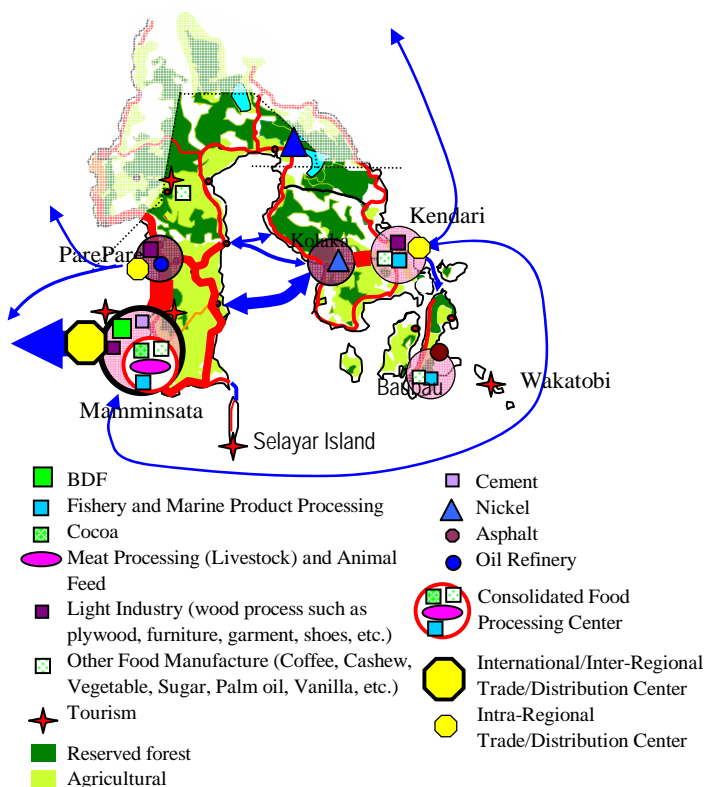 Kendari
Kolaka
ParePare
Baubau
Wakatobi
Mamminsata
Selayar Island
BDF
Fishery and Marine Product Processing
Cocoa
Meat Processing (Livestock) and Animal
Feed
Light Industry (wood process such as
plywood, furniture, garment, shoes, etc.)
Other Food Manufacture (Coffee, Cashew,
Vegetable, Sugar, Palm oil, Vanilla, etc.)
Tourism
Reserved forest
Agricultural
Cement
Nickel
Asphalt
Oil Refinery
Consolidated Food
Processing Center
International/Inter-Regional
Trade/Distribution Center
Intra-Regional
Trade/Distribution Center